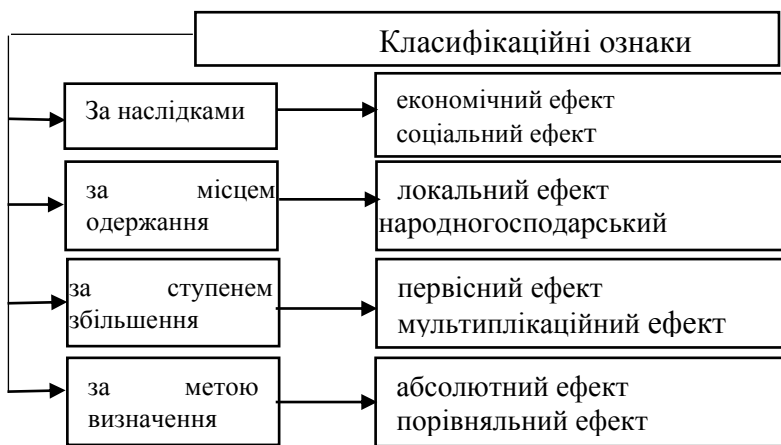 Класифікаційні ознаки
За наслідками
економічний ефект
соціальний ефект
за місцем
одержання
локальний ефект
народногосподарський
за ступенем
збільшення
первісний ефект
мультиплікаційний ефект
за метою
визначення
абсолютний ефект
порівняльний ефект